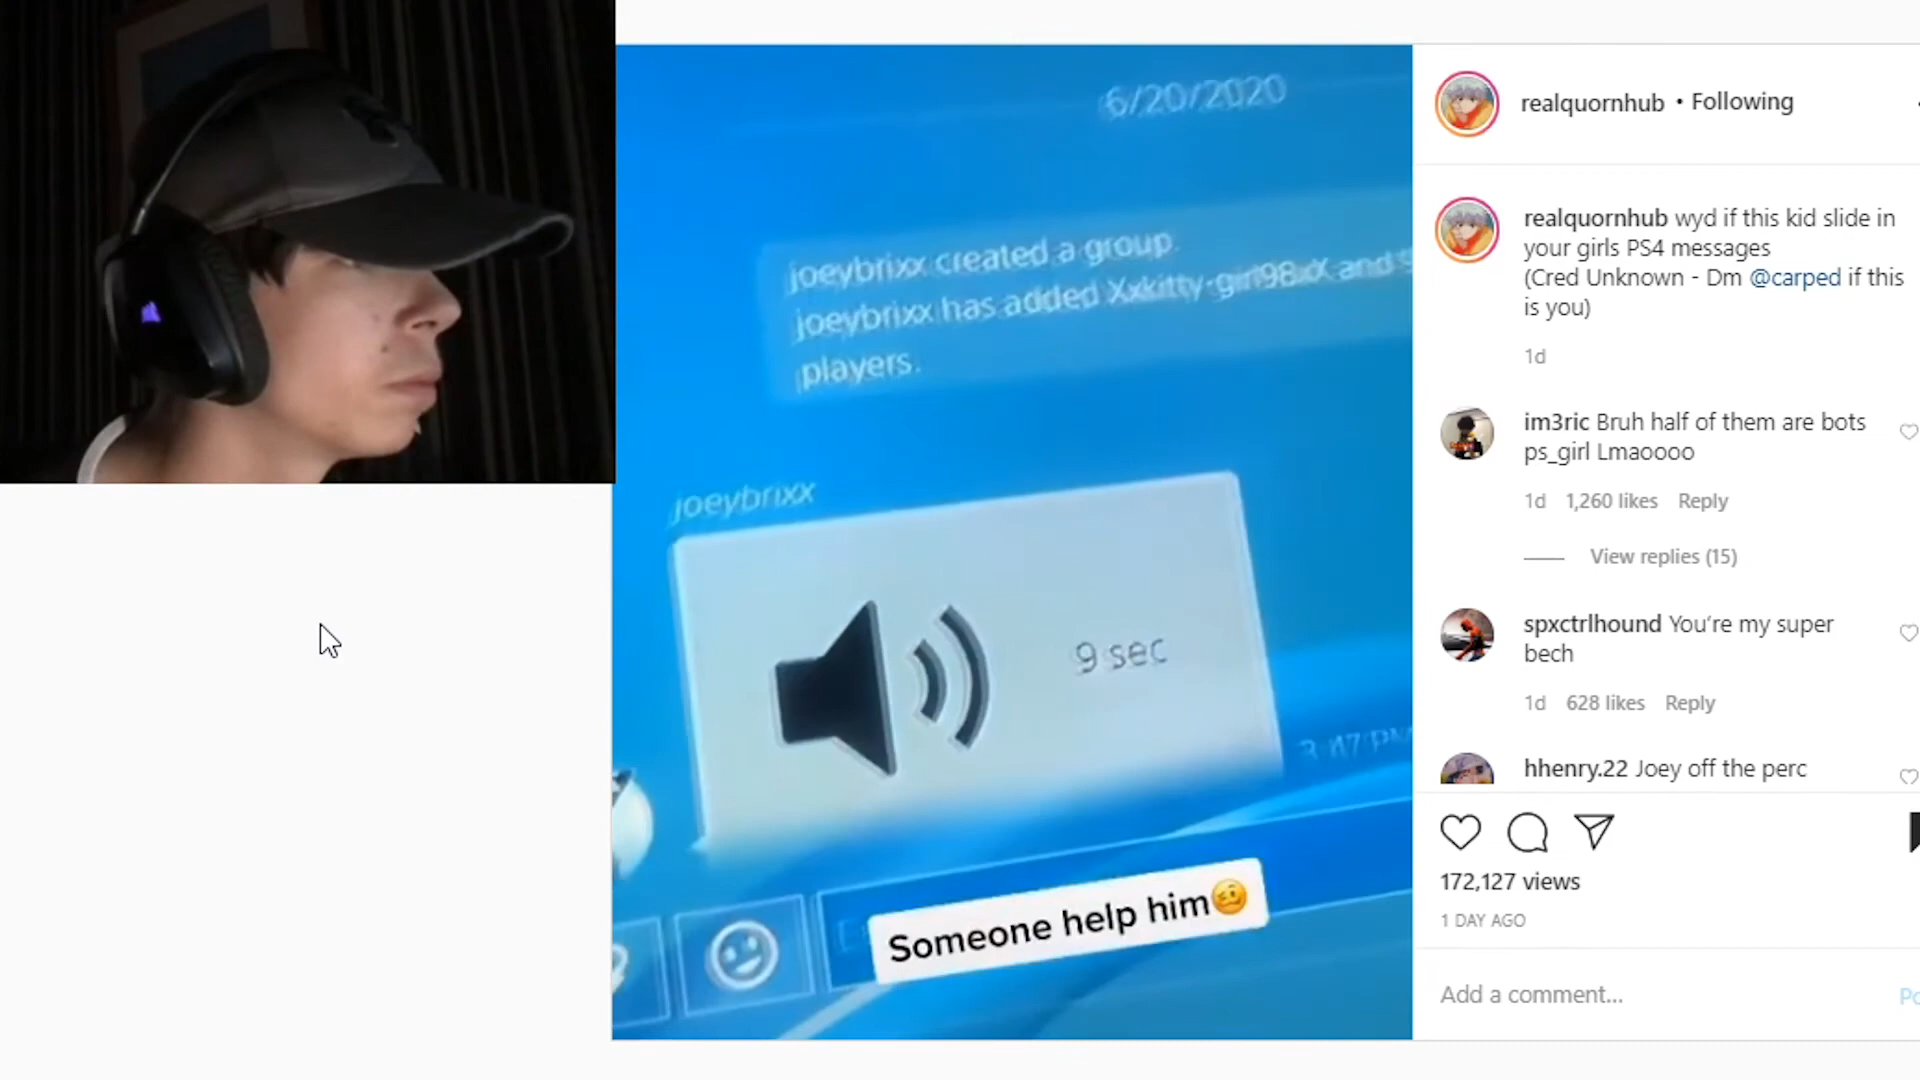 6/20/2020
joeybrixx created a group.
joeybrixx has added Xxkitty-girl98xX and
players.
joeybrixx
9 sec
3:47 PM
Someone help him🥴
realquornhub • Following
realquornhub wyd if this kid slide in
your girls PS4 messages
(Cred Unknown - Dm @carped if this
is you)
1d
im3ric Bruh half of them are bots
ps_girl Lmaoooo
1d 1,260 likes Reply
View replies (15)
spxctrlhound You’re my super
bech
1d 628 likes Reply
hhenry.22 Joey off the perc
172,127 views
1 DAY AGO
Add a comment...